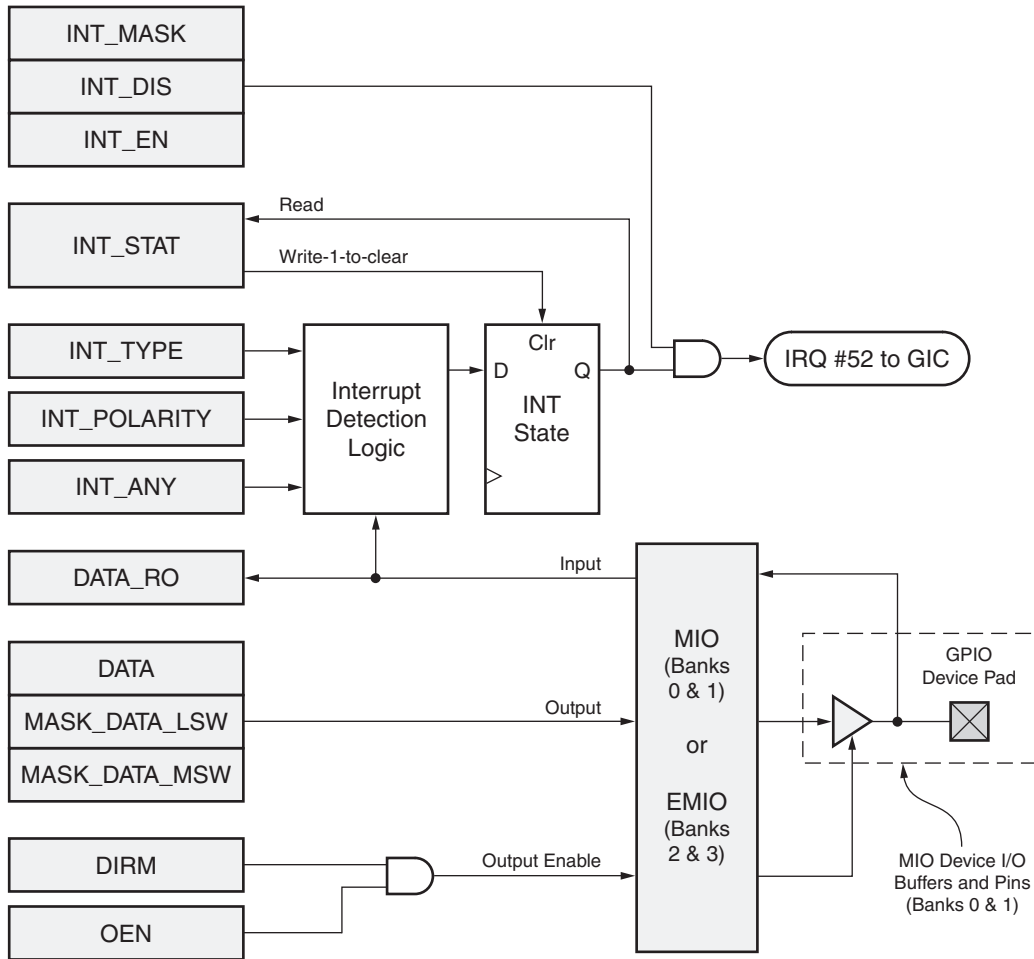 INT_MASK
INT_DIS
INT_EN
INT_STAT
Read
Write-1-to-clear
INT_TYPE
INT_POLARITY
INT_ANY
Interrupt
Detection
Logic
Clr
D
Q
INT
State
IRQ #52 to GIC
DATA_RO
Input
DATA
MASK_DATA_LSW
MASK_DATA_MSW
Output
MIO
(Banks
0 & 1)
or
EMIO
(Banks
2 & 3)
GPIO
Device Pad
DIRM
OEN
Output Enable
MIO Device I/O
Buffers and Pins
(Banks 0 & 1)